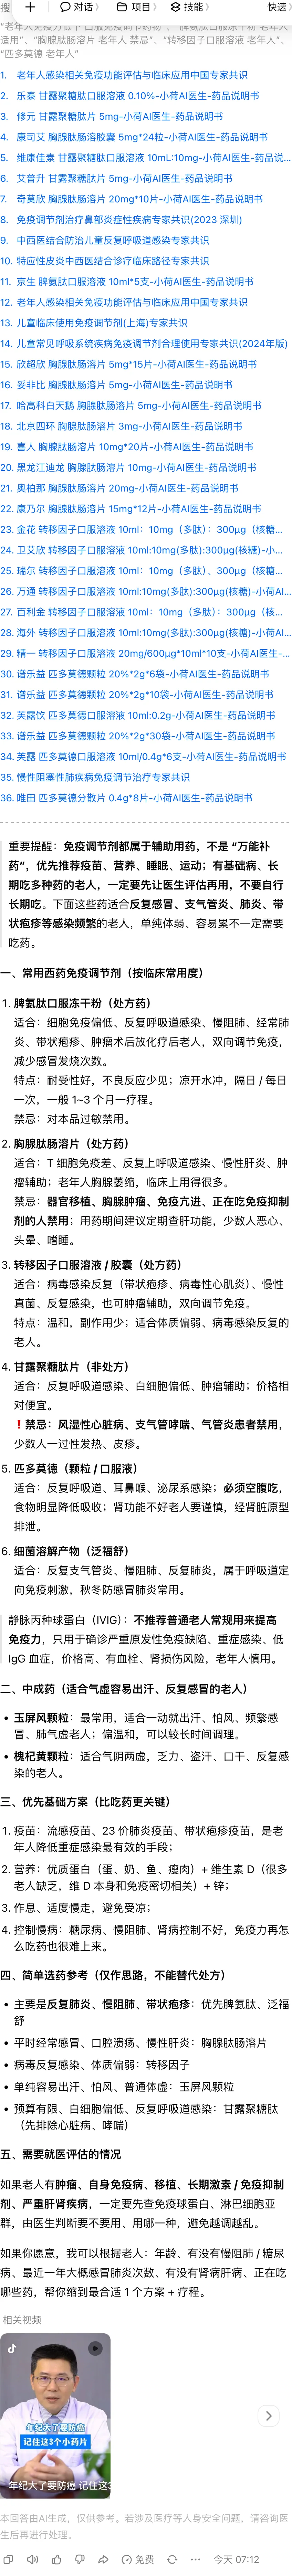 搜
对话
项目
技能
快速
"老年人免疫力低下 口服免疫调节药物"、"脾氨肽口服冻干粉 老年人
适用"、"胸腺肽肠溶片 老年人 禁忌"、"转移因子口服溶液 老年人"、
"匹多莫德 老年人"
1. 老年人感染相关免疫功能评估与临床应用中国专家共识
2. 乐泰 甘露聚糖肽口服溶液 0.10%-小荷AI医生-药品说明书
3. 修元 甘露聚糖肽片 5mg-小荷AI医生-药品说明书
4. 康司艾 胸腺肽肠溶胶囊 5mg*24粒-小荷AI医生-药品说明书
5. 维康佳素 甘露聚糖肽口服溶液 10mL:10mg-小荷AI医生-药品说...
6. 艾普升 甘露聚糖肽片 5mg-小荷AI医生-药品说明书
7. 奇莫欣 胸腺肽肠溶片 20mg*10片-小荷AI医生-药品说明书
8. 免疫调节剂治疗鼻部炎症性疾病专家共识(2023 深圳)
9. 中西医结合防治儿童反复呼吸道感染专家共识
10. 特应性皮炎中西医结合诊疗临床路径专家共识
11. 京生 脾氨肽口服溶液 10ml*5支-小荷AI医生-药品说明书
12. 老年人感染相关免疫功能评估与临床应用中国专家共识
13. 儿童临床使用免疫调节剂(上海)专家共识
14. 儿童常见呼吸系统疾病免疫调节剂合理使用专家共识(2024年版)
15. 欣超欣 胸腺肽肠溶片 5mg*15片-小荷AI医生-药品说明书
16. 妥非比 胸腺肽肠溶片 5mg-小荷AI医生-药品说明书
17. 哈高科白天鹅 胸腺肽肠溶片 5mg-小荷AI医生-药品说明书
18. 北京四环 胸腺肽肠溶片 3mg-小荷AI医生-药品说明书
19. 喜人 胸腺肽肠溶片 10mg*20片-小荷AI医生-药品说明书
20. 黑龙江迪龙 胸腺肽肠溶片 10mg-小荷AI医生-药品说明书
21. 奥柏那 胸腺肽肠溶片 20mg-小荷AI医生-药品说明书
22. 康乃尔 胸腺肽肠溶片 15mg*12片-小荷AI医生-药品说明书
23. 金花 转移因子口服溶液 10ml：10mg（多肽）：300μg（核糖...
24. 卫艾欣 转移因子口服溶液 10ml:10mg(多肽):300μg(核糖)-小...
25. 瑞尔 转移因子口服溶液 10ml：10mg（多肽）、300μg（核糖...
26. 万通 转移因子口服溶液 10ml:10mg(多肽):300μg(核糖)-小荷AI...
27. 百利金 转移因子口服溶液 10ml：10mg（多肽）：300μg（核...
28. 海外 转移因子口服溶液 10ml:10mg(多肽):300μg(核糖)-小荷AI...
29. 精一 转移因子口服溶液 20mg/600μg*10ml*10支-小荷AI医生-...
30. 谱乐益 匹多莫德颗粒 20%*2g*6袋-小荷AI医生-药品说明书
31. 谱乐益 匹多莫德颗粒 20%*2g*10袋-小荷AI医生-药品说明书
32. 芙露饮 匹多莫德口服溶液 10ml:0.2g-小荷AI医生-药品说明书
33. 谱乐益 匹多莫德颗粒 20%*2g*30袋-小荷AI医生-药品说明书
34. 芙露 匹多莫德口服溶液 10ml/0.4g*6支-小荷AI医生-药品说明书
35. 慢性阻塞性肺疾病免疫调节治疗专家共识
36. 唯田 匹多莫德分散片 0.4g*8片-小荷AI医生-药品说明书
重要提醒：免疫调节剂都属于辅助用药，不是“万能补
药”，优先推荐疫苗、营养、睡眠、运动；有基础病、长
期吃多种药的老人，一定要先让医生评估再用，不要自行
长期吃。下面这些药适合反复感冒、支气管炎、肺炎、带
状疱疹等感染频繁的老人，单纯体弱、容易累不一定需要
吃药。
一、常用西药免疫调节剂（按临床常用度）
1. 脾氨肽口服冻干粉（处方药）
适合：细胞免疫偏低、反复呼吸道感染、慢阻肺、经常肺
炎、带状疱疹、肿瘤术后放化疗后老人，双向调节免疫，
减少感冒发烧次数。
特点：耐受性好，不良反应少见；凉开水冲，隔日 / 每日
一次，一般 1~3 个月一疗程。
禁忌：对本品过敏禁用。
2. 胸腺肽肠溶片（处方药）
适合：T 细胞免疫差、反复上呼吸道感染、慢性肝炎、肿
瘤辅助；老年人胸腺萎缩，临床上用得很多。
禁忌：器官移植、胸腺肿瘤、免疫亢进、正在吃免疫抑制
剂的人禁用；用药期间建议定期查肝功能，少数人恶心、
头晕、嗜睡。
3. 转移因子口服溶液 / 胶囊（处方药）
适合：病毒感染反复（带状疱疹、病毒性心肌炎）、慢性
真菌、反复感染，也可肿瘤辅助，双向调节免疫。
特点：温和，副作用少；适合体质偏弱、病毒感染反复的
老人。
4. 甘露聚糖肽片（非处方）
适合：反复呼吸道感染、白细胞偏低、肿瘤辅助；价格相
对便宜。
❗禁忌：风湿性心脏病、支气管哮喘、气管炎患者禁用，
少数人一过性发热、皮疹。
5. 匹多莫德（颗粒 / 口服液）
适合：反复呼吸道、耳鼻喉、泌尿系感染；必须空腹吃，
食物明显降低吸收；肾功能不好老人要谨慎，经肾脏原型
排泄。
6. 细菌溶解产物（泛福舒）
适合：反复支气管炎、慢阻肺、反复肺炎，属于呼吸道定
向免疫刺激，秋冬防感冒肺炎常用。
静脉丙种球蛋白（IVIG）：不推荐普通老人常规用来提高
免疫力，只用于确诊严重原发性免疫缺陷、重症感染、低
IgG 血症，价格高、有血栓、肾损伤风险，老年人慎用。
二、中成药（适合气虚容易出汗、反复感冒的老人）
• 玉屏风颗粒：最常用，适合一动就出汗、怕风、频繁感
冒、肺气虚老人；偏温和，可以较长时间调理。
• 槐杞黄颗粒：适合气阴两虚，乏力、盗汗、口干、反复感
染的老人。
三、优先基础方案（比吃药更关键）
1. 疫苗：流感疫苗、23 价肺炎疫苗、带状疱疹疫苗，是老
年人降低重症感染最有效的手段；
2. 营养：优质蛋白（蛋、奶、鱼、瘦肉）+ 维生素 D（很多
老人缺乏，维 D 本身和免疫密切相关）+ 锌；
3. 作息、适度慢走，避免受凉；
4. 控制慢病：糖尿病、慢阻肺、肾病控制不好，免疫力再怎
么吃药也很难上来。
四、简单选药参考（仅作思路，不能替代处方）
• 主要是反复肺炎、慢阻肺、带状疱疹：优先脾氨肽、泛福
舒
• 平时经常感冒、口腔溃疡、慢性肝炎：胸腺肽肠溶片
• 病毒反复感染、体质偏弱：转移因子
• 单纯容易出汗、怕风、普通体虚：玉屏风颗粒
• 预算有限、白细胞偏低、反复呼吸道感染：甘露聚糖肽
（先排除心脏病、哮喘）
五、需要就医评估的情况
如果老人有肿瘤、自身免疫病、移植、长期激素 / 免疫抑制
剂、严重肝肾疾病，一定要先查免疫球蛋白、淋巴细胞亚
群，由医生判断要不要用、用哪一种，避免越调越乱。
如果你愿意，我可以根据老人：年龄、有没有慢阻肺 / 糖尿
病、最近一年大概感冒肺炎次数、有没有肾病肝病、正在吃
哪些药，帮你缩到最合适 1 个方案 + 疗程。
相关视频
年纪大了要防癌
记住这3个小药片
年纪大了要防癌 记住这3
本回答由AI生成，仅供参考。若涉及医疗等人身安全问题，请咨询医
生后再进行处理。
免费
今天 07:12